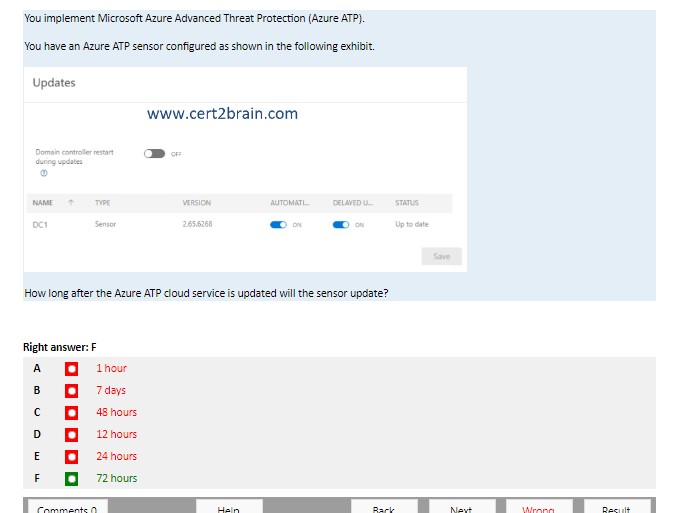 You implement Microsoft Azure Advanced Threat Protection (Azure ATP).
You have an Azure ATP sensor configured as shown in the following exhibit.
Updates
www.cert2brain.com
Domain controller restart
during updates
OFF
NAME ↑ TYPE VERSION AUTOMATI... DELAYED U... STATUS
DC1 Sensor 2.65.6268 ON ON Up to date
Save
How long after the Azure ATP cloud service is updated will the sensor update?
Right answer: F
A 1 hour
B 7 days
C 48 hours
D 12 hours
E 24 hours
F 72 hours
Comments 0 Help Back Next Wrong Result